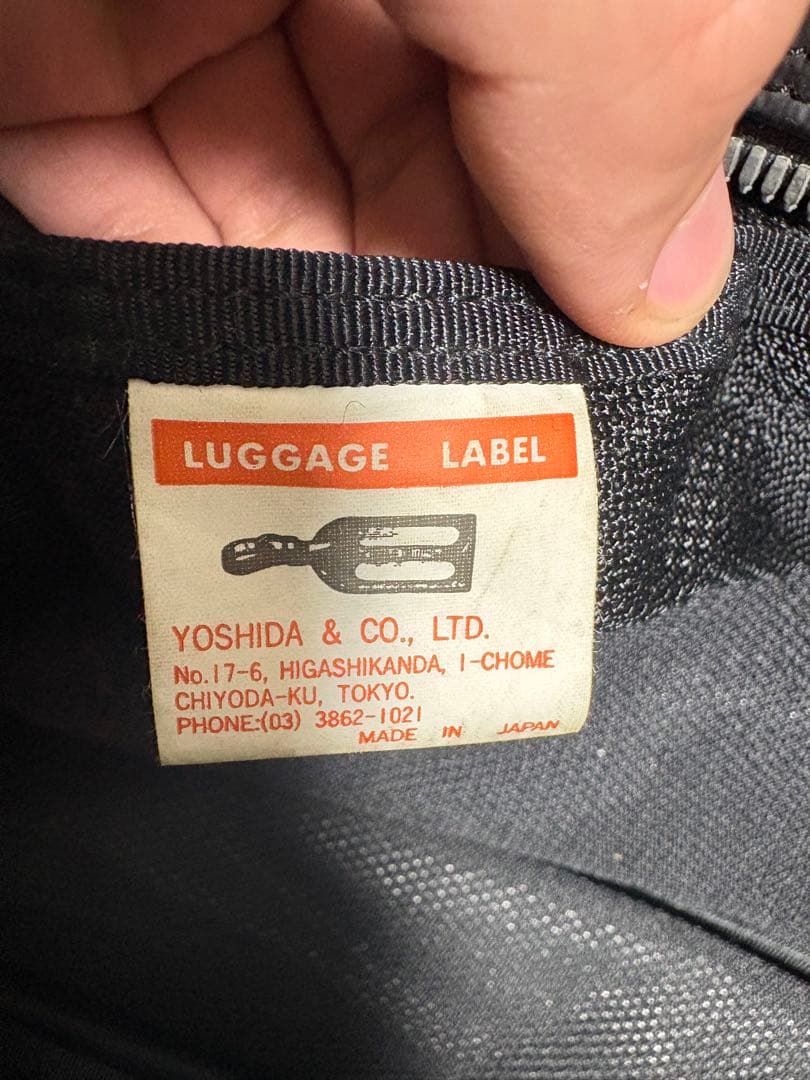 LUGGAGE LABEL
YOSHIDA & CO., LTD.
No.17-6, HIGASHIKANDA, 1-CHOME
CHIYODA-KU, TOKYO.
PHONE:(03) 3862-1021
MADE IN JAPAN